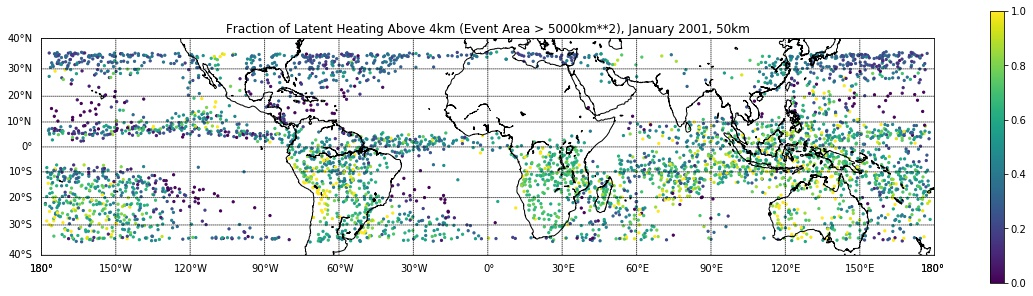 Fraction of Latent Heating Above 4km (Event Area > 5000km**2), January 2001, 50km
40°N
30°N
20°N
10°N
0°
10°S
20°S
30°S
40°S
180°
150°W
120°W
90°W
60°W
30°W
0°
30°E
60°E
90°E
120°E
150°E
180°
1.0
0.8
0.6
0.4
0.2
0.0